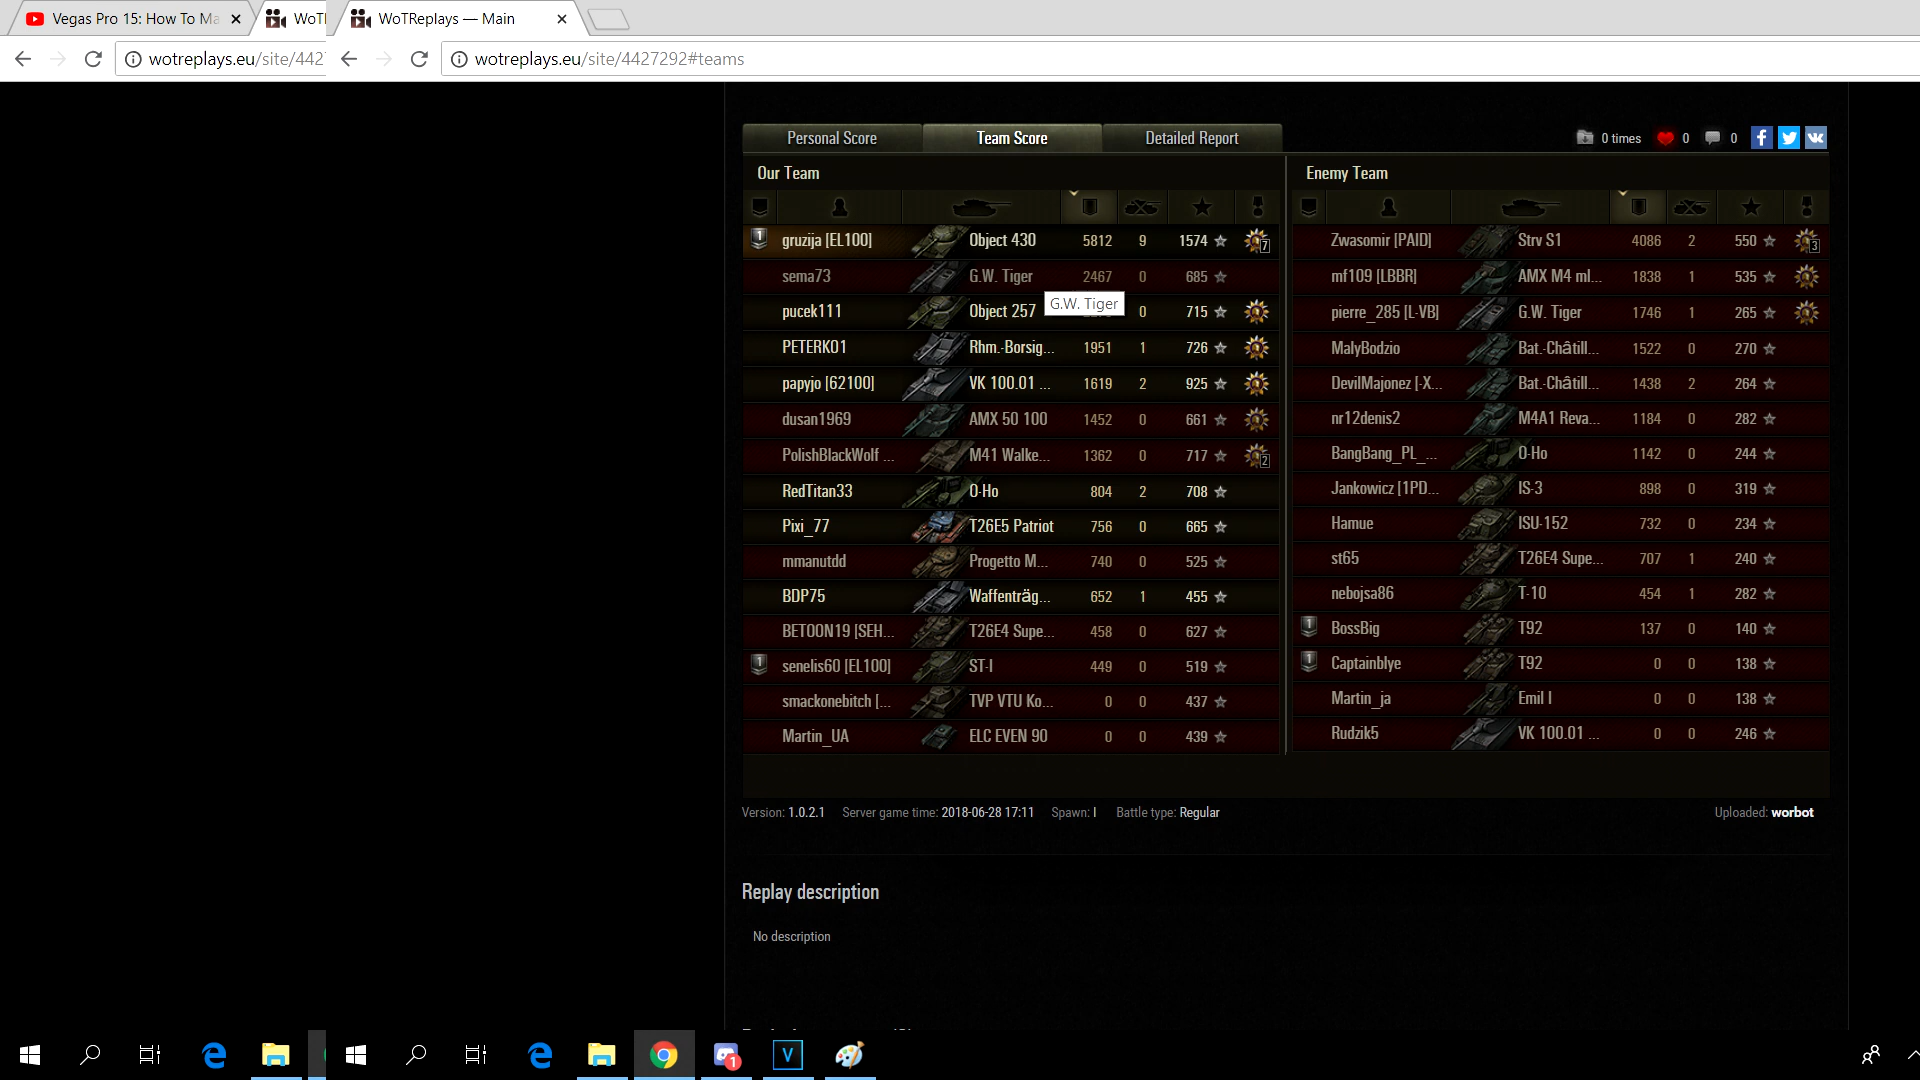 Vegas Pro 15: How To Ma
WoTI
WoTReplays — Main
wotreplays.eu/site/442
wotreplays.eu/site/4427292#teams
Personal Score
Team Score
Detailed Report
0 times
0
0
Our Team
Enemy Team
1 gruzija [EL100] Object 430 5812 9 1574 7
sema73 G.W. Tiger 2467 0 685
G.W. Tiger
pucek111 Object 257 0 715
PETERK01 Rhm.-Borsig... 1951 1 726
papyjo [62100] VK 100.01 ... 1619 2 925
dusan1969 AMX 50 100 1452 0 661
PolishBlackWolf ... M41 Walke... 1362 0 717 2
RedTitan33 O-Ho 804 2 708
Pixi_77 T26E5 Patriot 756 0 665
mmanutdd Progetto M... 740 0 525
BDP75 Waffenträg... 652 1 455
BETOON19 [SEH... T26E4 Supe... 458 0 627
1 senelis60 [EL100] ST-I 449 0 519
smackonebitch [... TVP VTU Ko... 0 0 437
Martin_UA ELC EVEN 90 0 0 439
Zwasomir [PAID] Strv S1 4086 2 550 3
mf109 [LBBR] AMX M4 ml... 1838 1 535
pierre_285 [L-VB] G.W. Tiger 1746 1 265
MalyBodzio Bat.-Châtill... 1522 0 270
DevilMajonez [-X... Bat.-Châtill... 1438 2 264
nr12denis2 M4A1 Reva... 1184 0 282
BangBang_PL_... O-Ho 1142 0 244
Jankowicz [1PD... IS-3 898 0 319
Hamue ISU-152 732 0 234
st65 T26E4 Supe... 707 1 240
nebojsa86 T-10 454 1 282
1 BossBig T92 137 0 140
1 Captainblye T92 0 0 138
Martin_ja Emil I 0 0 138
Rudzik5 VK 100.01 ... 0 0 246
Version: 1.0.2.1 Server game time: 2018-06-28 17:11 Spawn: I Battle type: Regular
Uploaded: worbot
Replay description
No description
1
V